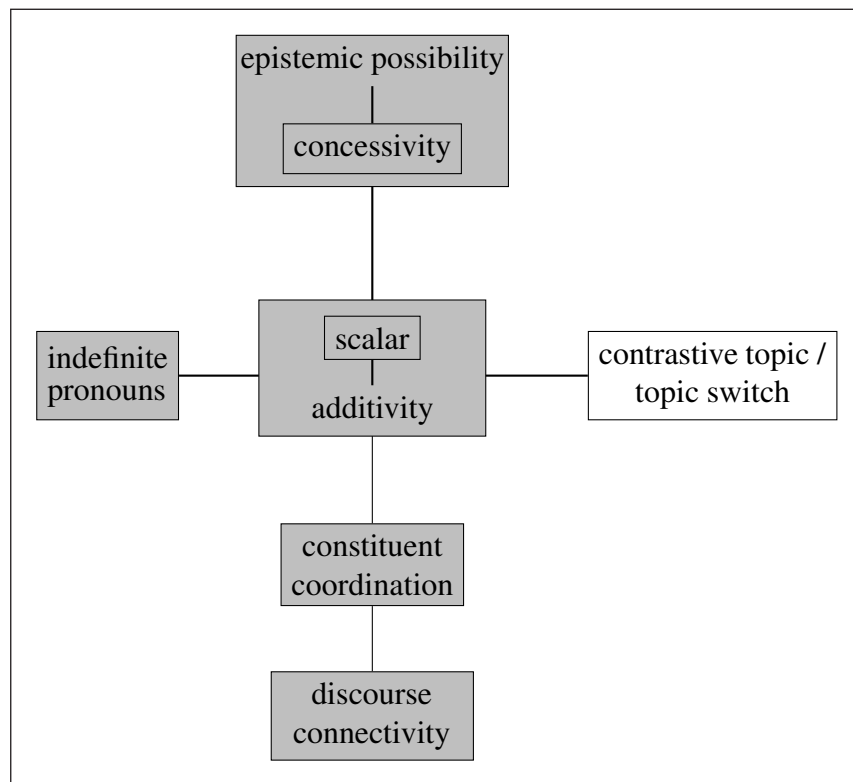 epistemic possibility
concessivity
scalar
additivity
indefinite
pronouns
contrastive topic /
topic switch
constituent
coordination
discourse
connectivity